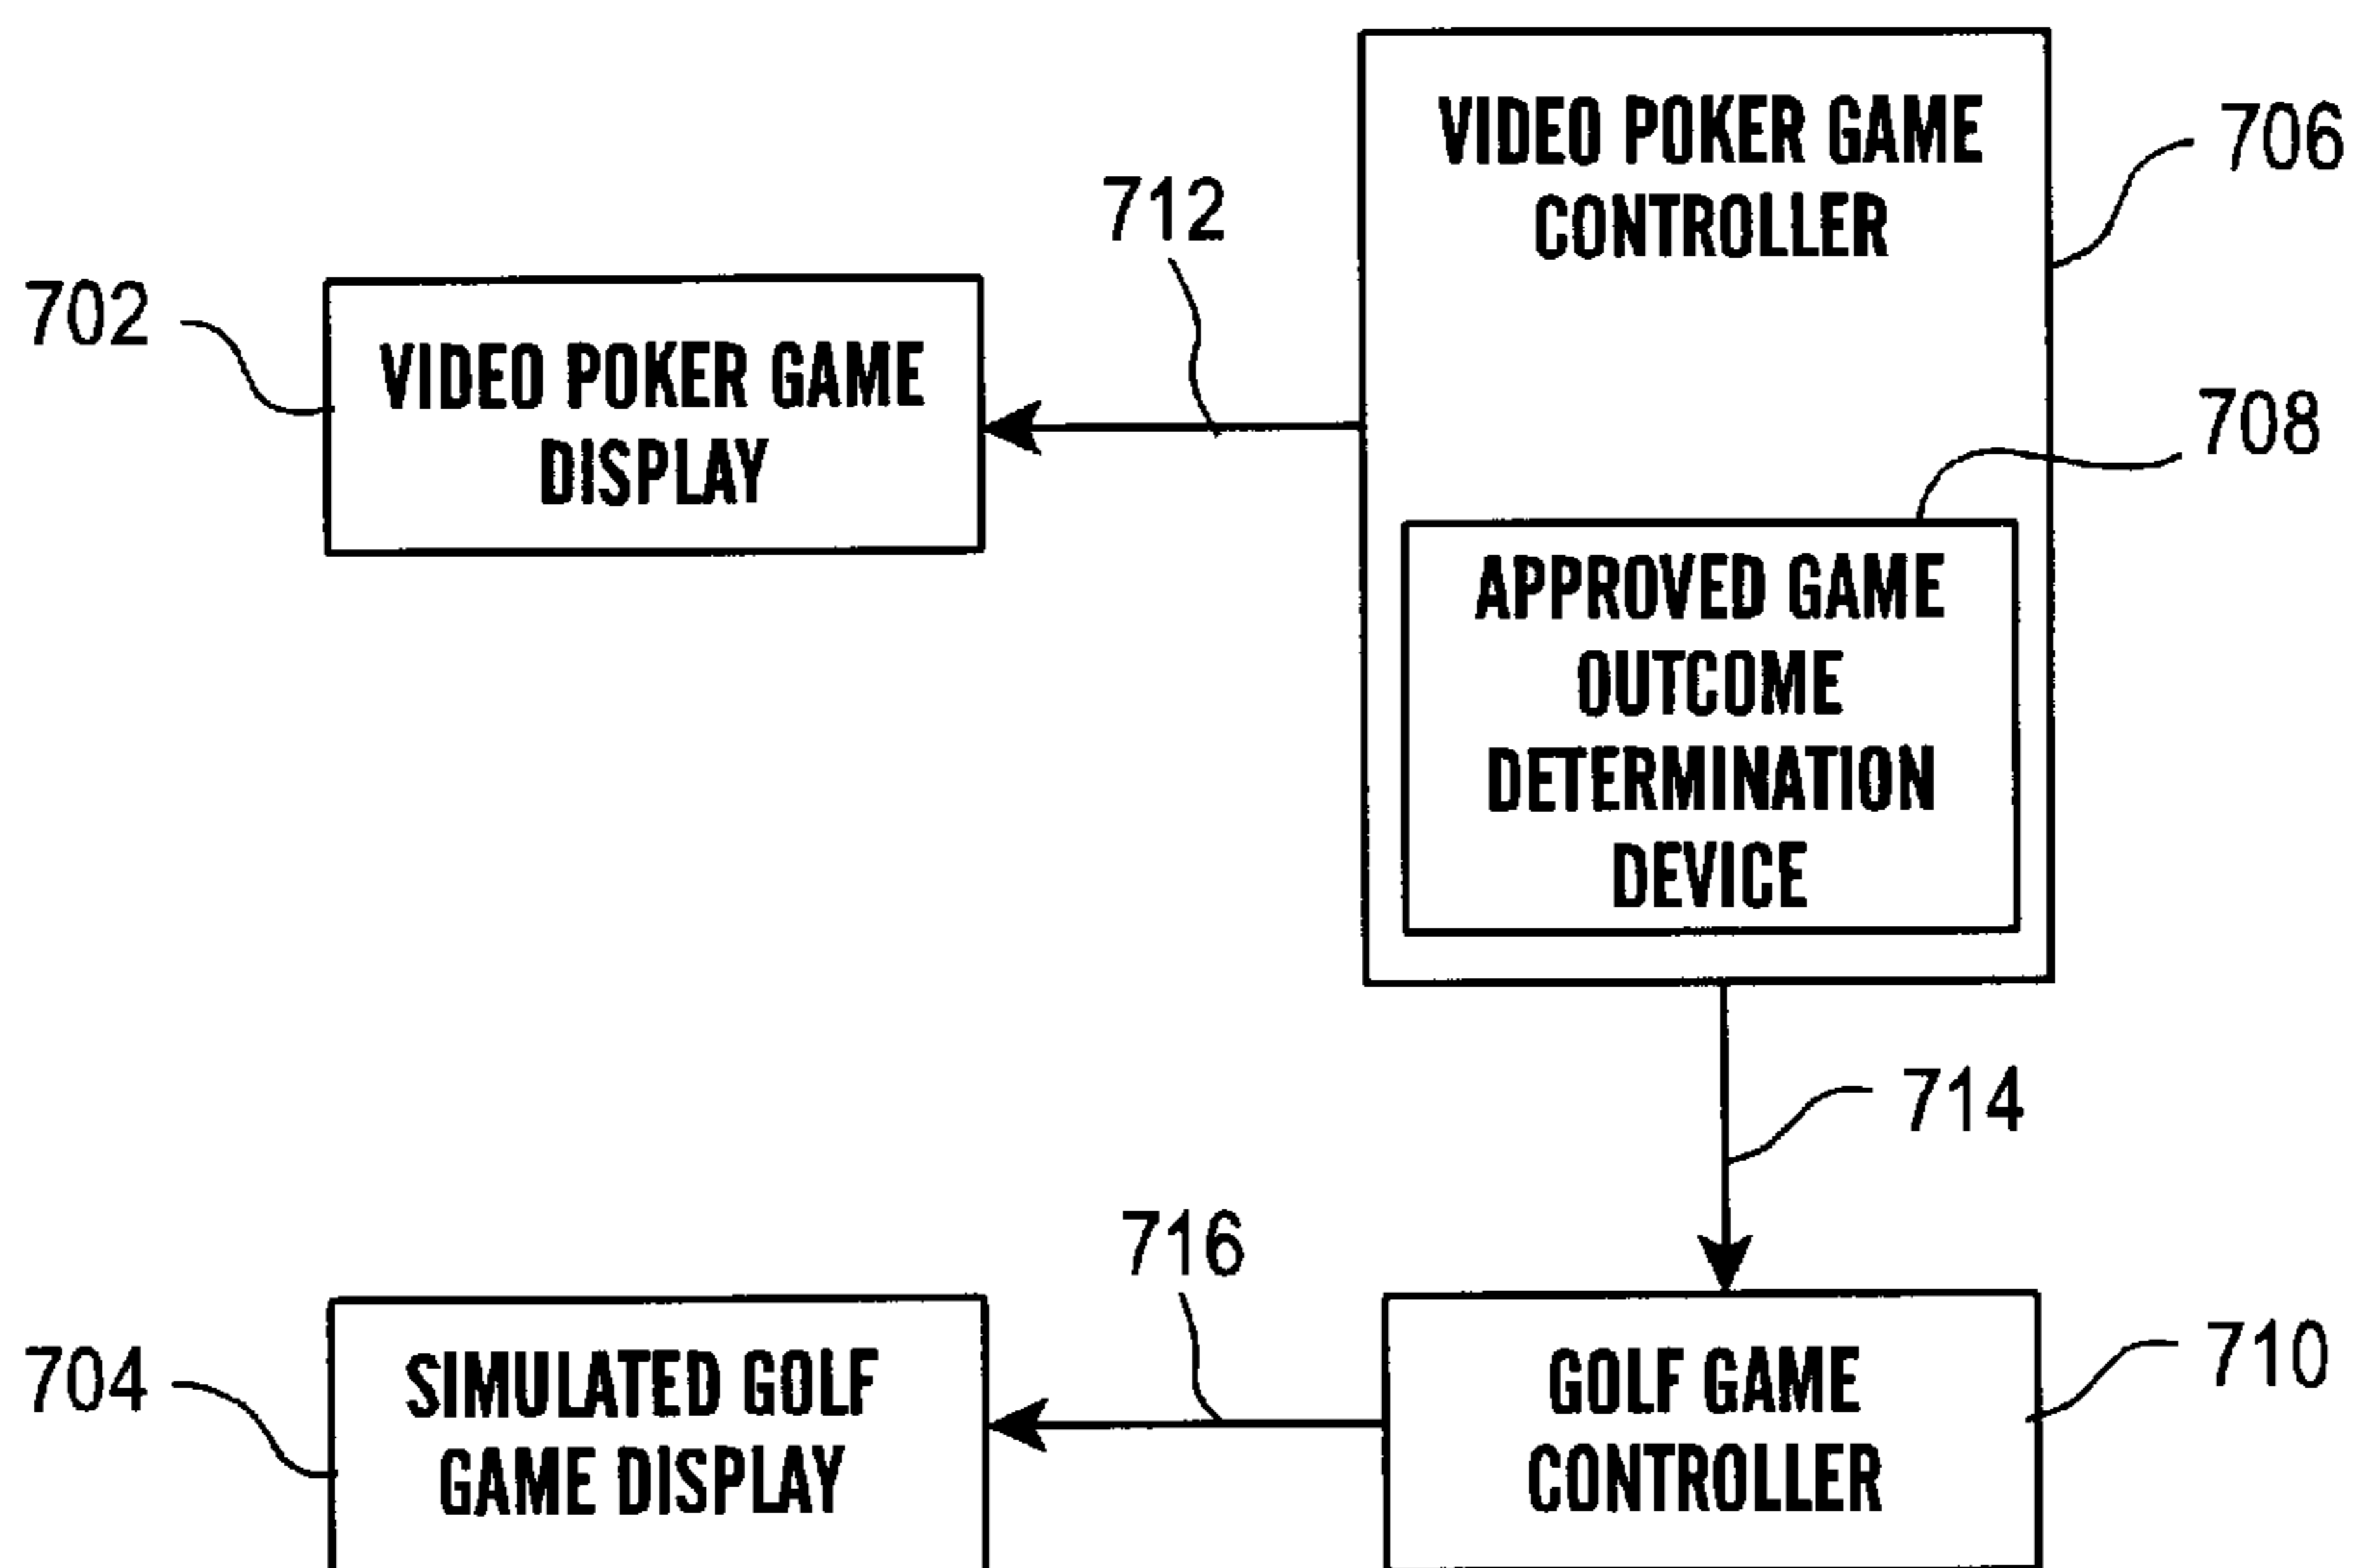 VIDEO POKER GAME
CONTROLLER
706
712
702
VIDEO POKER GAME
DISPLAY
708
APPROVED GAME
OUTCOME
DETERMINATION
DEVICE
714
716
704
SIMULATED GOLF
GAME DISPLAY
GOLF GAME
CONTROLLER
710